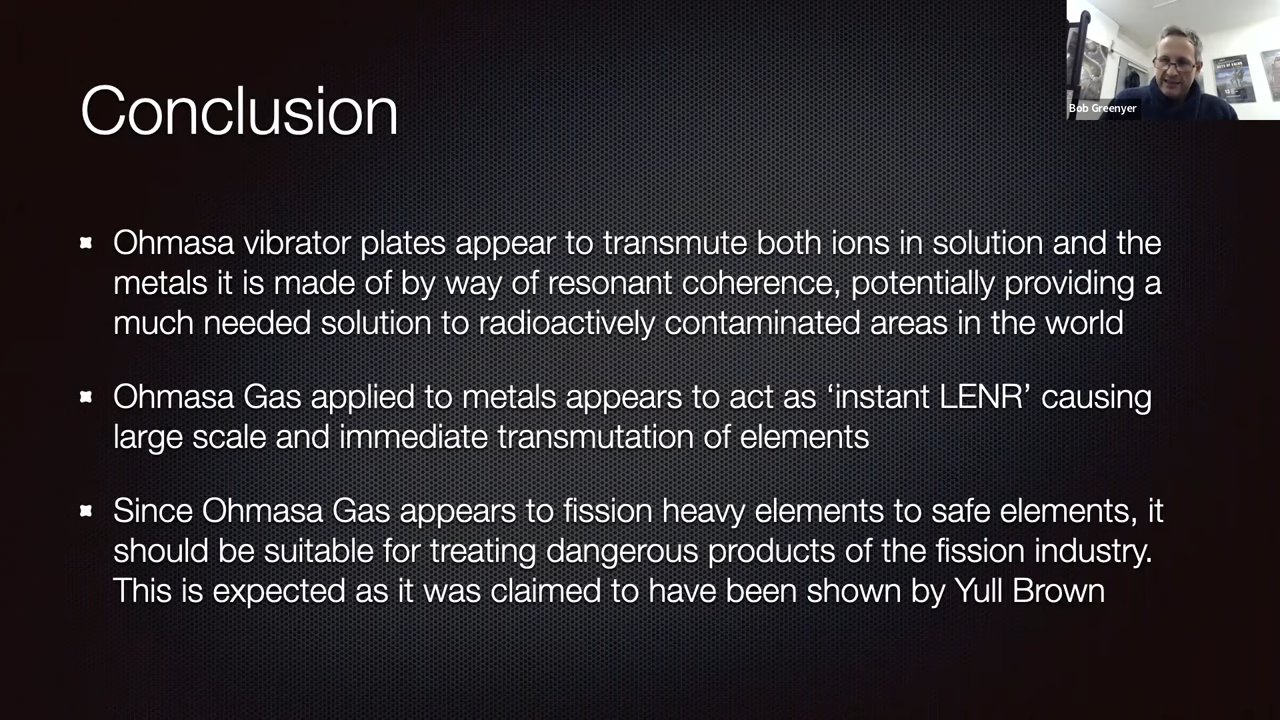 Bob Greenyer
Conclusion
Ohmasa vibrator plates appear to transmute both ions in solution and the
metals it is made of by way of resonant coherence, potentially providing a
much needed solution to radioactively contaminated areas in the world
Ohmasa Gas applied to metals appears to act as ‘instant LENR’ causing
large scale and immediate transmutation of elements
Since Ohmasa Gas appears to fission heavy elements to safe elements, it
should be suitable for treating dangerous products of the fission industry.
This is expected as it was claimed to have been shown by Yull Brown